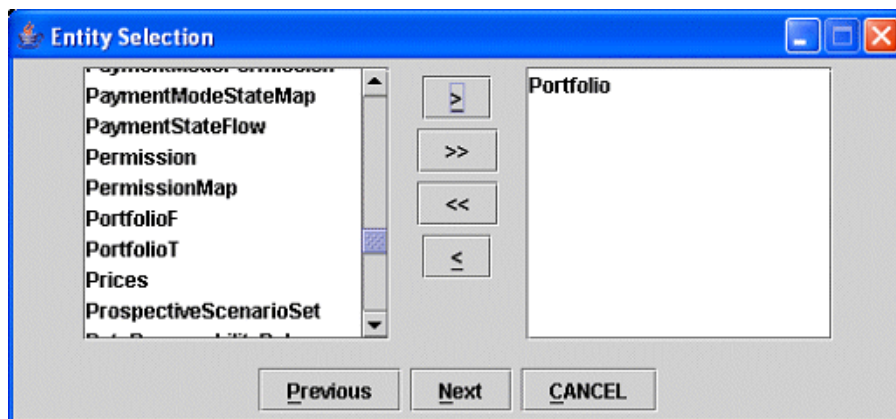 Entity Selection
PaymentModeStateMap
PaymentStateFlow
Permission
PermissionMap
PortfolioF
PortfolioT
Prices
ProspectiveScenarioSet
>
>>
<<
<
Portfolio
Previous
Next
CANCEL